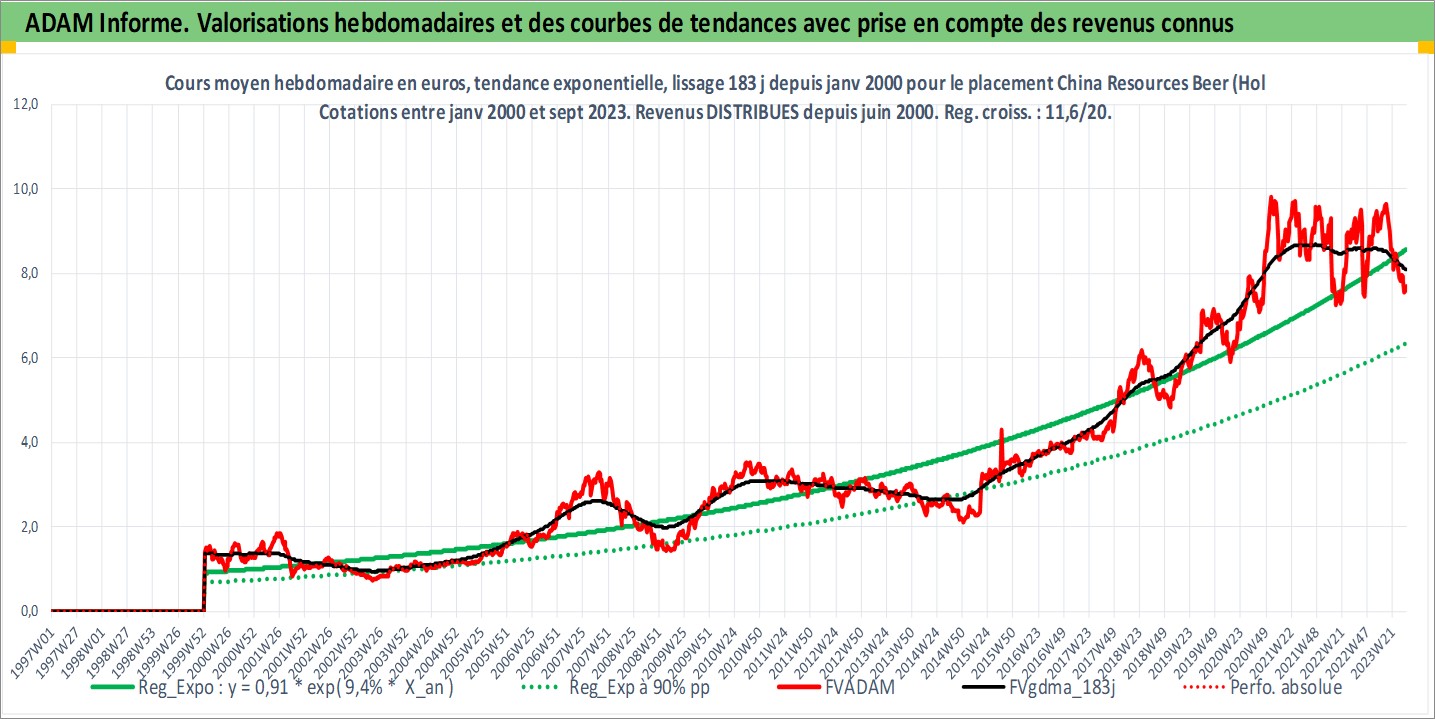 ADAM Informe. Valorisations hebdomadaires et des courbes de tendances avec prise en compte des revenus connus
Cours moyen hebdomadaire en euros, tendance exponentielle, lissage 183 j depuis janv 2000 pour le placement China Resources Beer (Hol
Cotations entre janv 2000 et sept 2023. Revenus DISTRIBUES depuis juin 2000. Reg. croiss. : 11,6/20.
12,0
10,0
8,0
6,0
4,0
2,0
0,0
1997W01 1997W27 1998W01 1998W27 1998W53 1999W26 1999W52 2000W26 2000W52 2001W26 2001W52 2002W26 2002W52 2003W26 2003W52 2004W26 2004W52 2005W25 2005W51 2006W25 2006W51 2007W25 2007W51 2008W25 2008W51 2009W25 2009W51 2010W24 2010W50 2011W24 2011W50 2012W24 2012W50 2013W24 2013W50 2014W24 2014W50 2015W24 2015W50 2016W23 2016W49 2017W23 2017W49 2018W23 2018W49 2019W23 2019W49 2020W23 2020W49 2021W22 2021W48 2022W21 2022W47 2023W21
Reg_Expo : y = 0,91 * exp( 9,4% * X_an ) Reg_Exp à 90% pp FVADAM FVgdma_183j Perfo. absolue